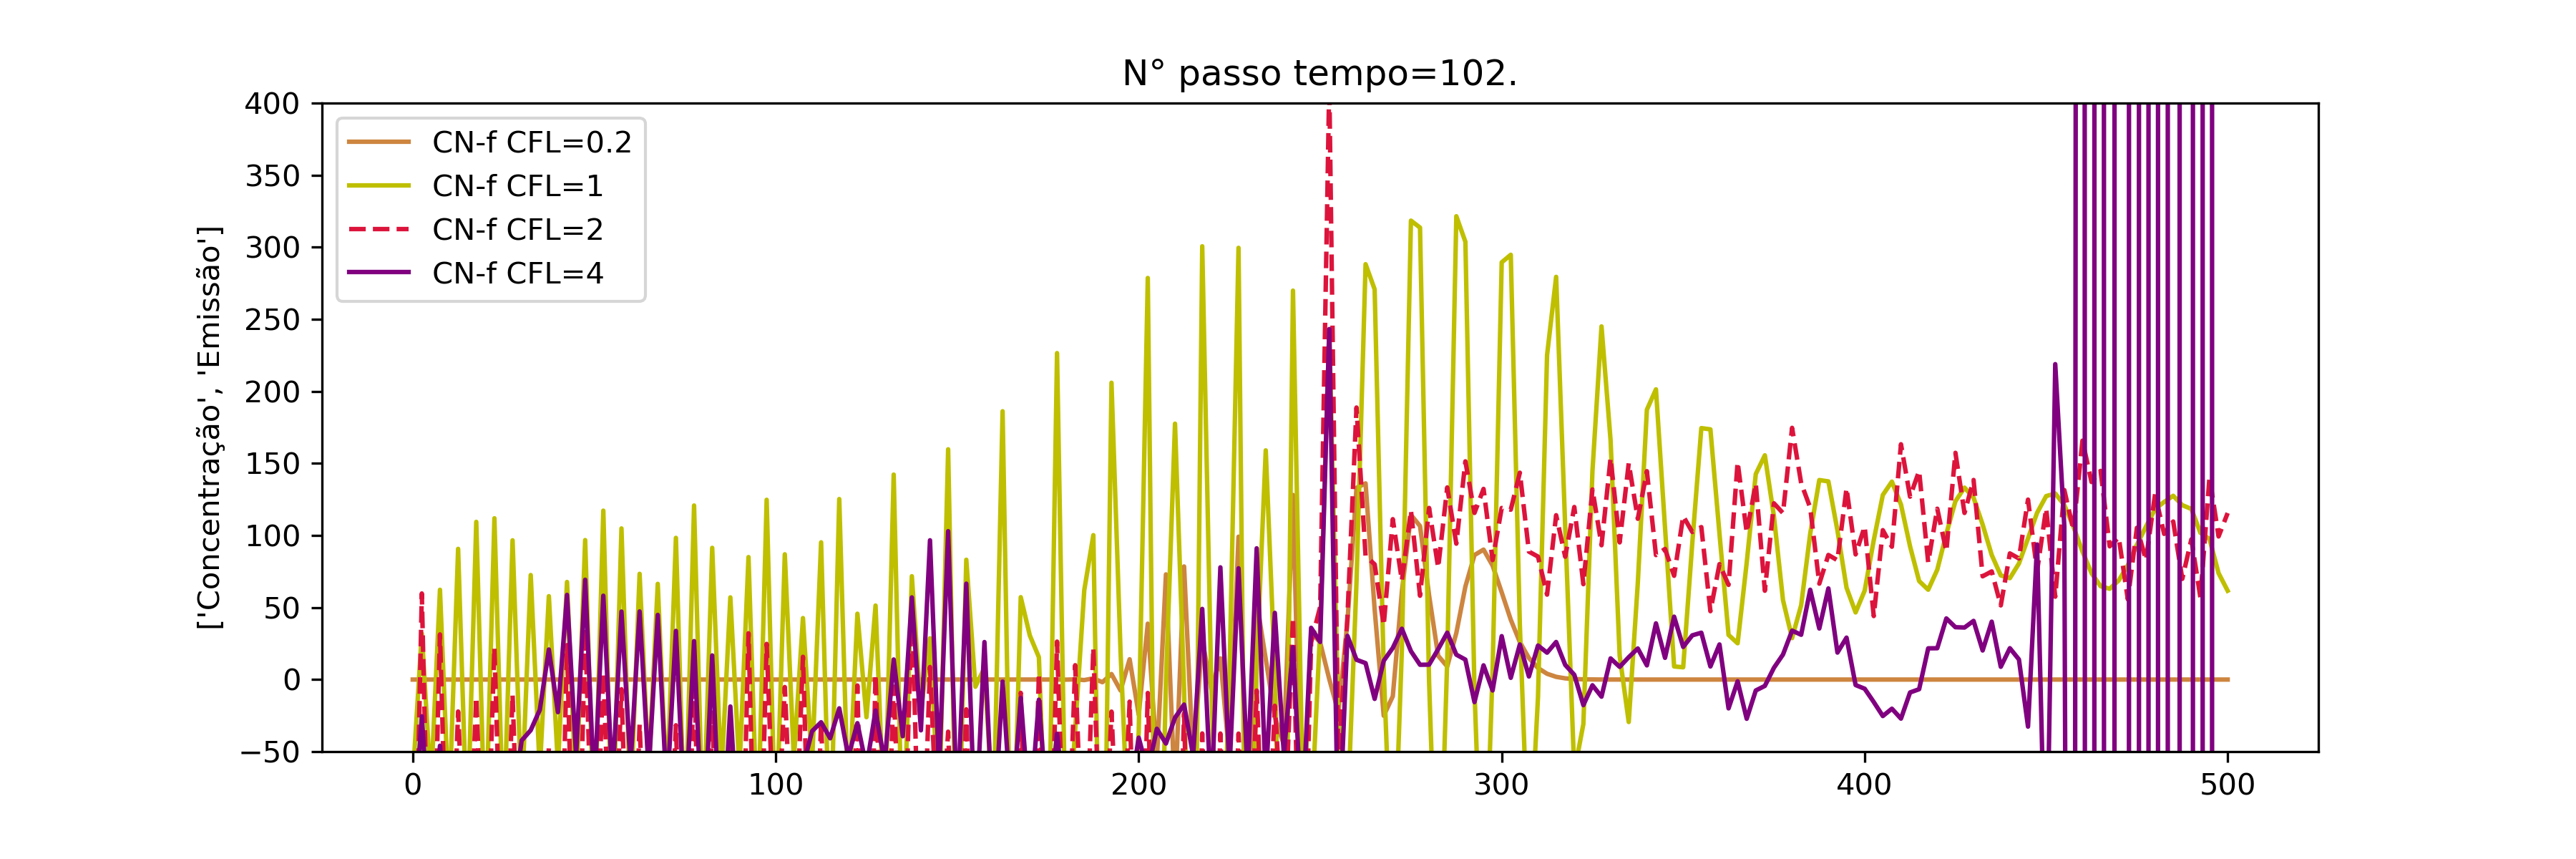 N° passo tempo=102.
['Concentração', 'Emissão']
400
350
300
250
200
150
100
50
0
−50
CN-f CFL=0.2
CN-f CFL=1
CN-f CFL=2
CN-f CFL=4
0 100 200 300 400 500